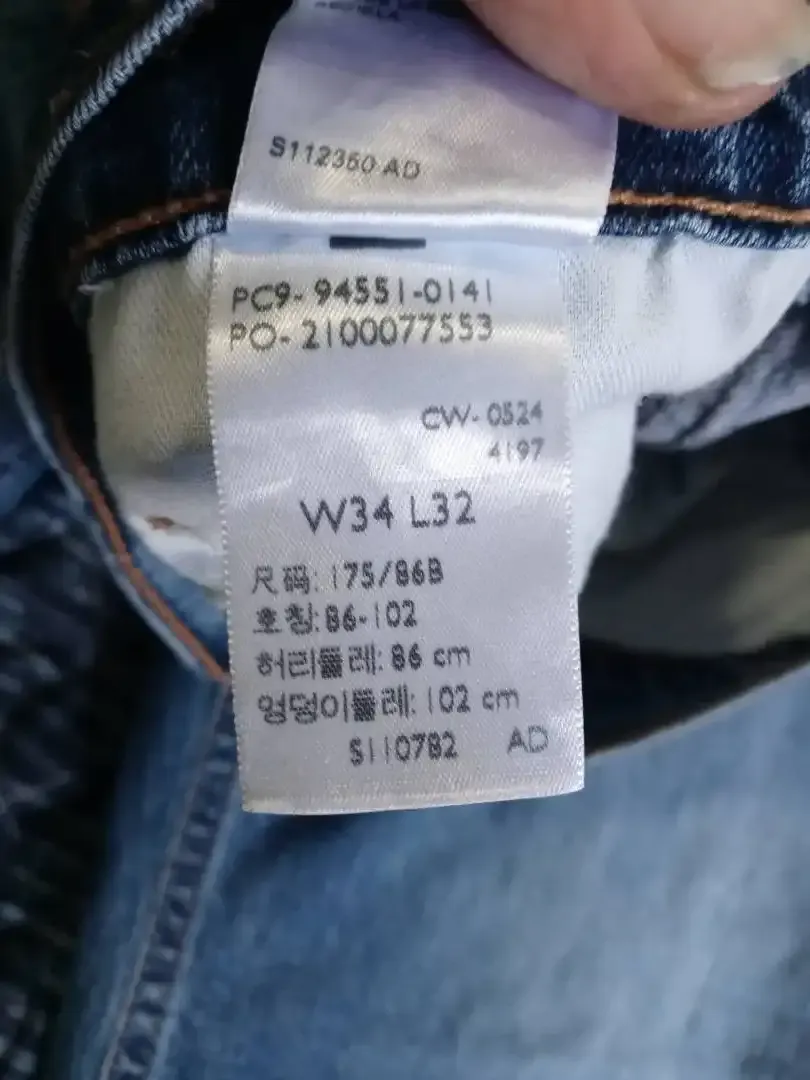 S112350 AD
PC9- 94551-0141
PO- 2100077553
CW- 0524
4197
W34 L32
尺码: 175/86B
호칭: 86-102
허리둘레: 86 cm
엉덩이둘레: 102 cm
S110782 AD